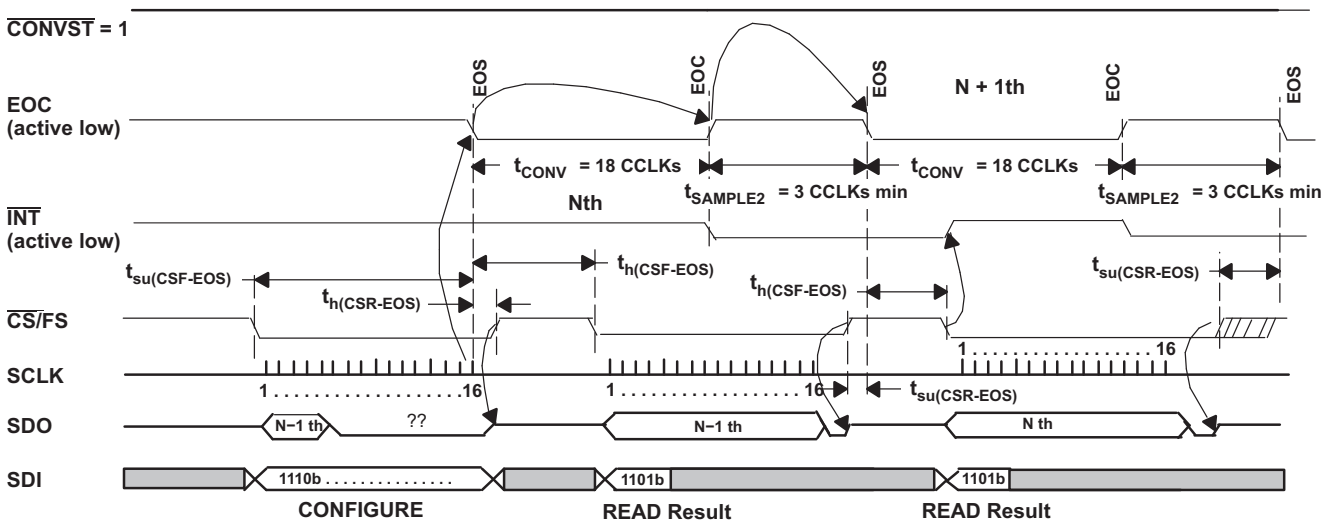 CONVST = 1
EOS
EOC
EOS
N + 1th
EOC
EOS
EOC
(active low)
tCONV = 18 CCLKs
tCONV = 18 CCLKs
tSAMPLE2 = 3 CCLKs min
tSAMPLE2 = 3 CCLKs min
Nth
INT
(active low)
tsu(CSF-EOS)
th(CSF-EOS)
tsu(CSR-EOS)
th(CSR-EOS)
th(CSF-EOS)
CS/FS
1 . . . . . . . . . . . . . . . . . . . 16
SCLK
1 . . . . . . . . . . . . . . . . . . . 16
1 . . . . . . . . . . . . . . . . . . . 16
tsu(CSR-EOS)
SDO
N−1 th
??
N−1 th
N th
SDI
1110b . . . . . . . . . . . . . . .
1101b
1101b
CONFIGURE
READ Result
READ Result